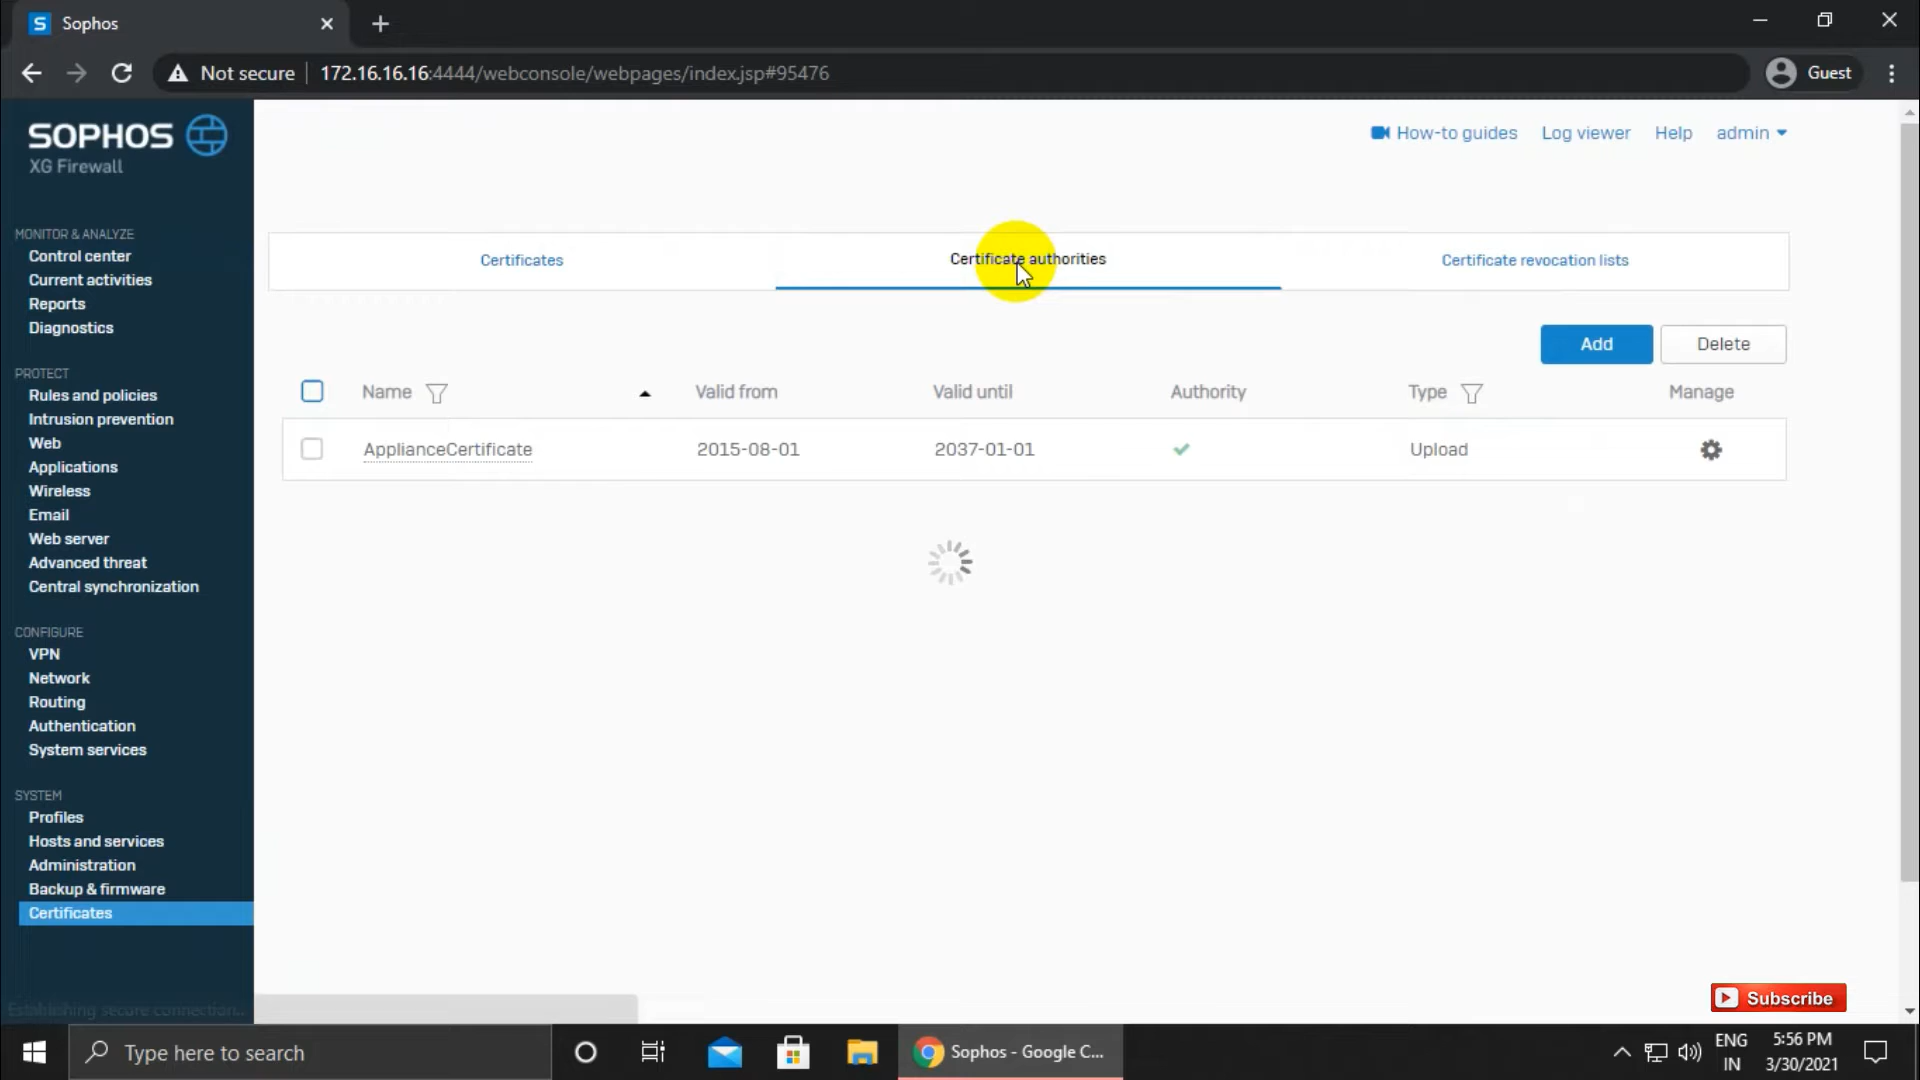 Sophos
Not secure
172.16.16.16:4444/webconsole/webpages/index.jsp#95476
Guest
SOPHOS
XG Firewall
How-to guides
Log viewer
Help
admin
MONITOR & ANALYZE
Control center
Current activities
Reports
Diagnostics
PROTECT
Rules and policies
Intrusion prevention
Web
Applications
Wireless
Email
Web server
Advanced threat
Central synchronization
CONFIGURE
VPN
Network
Routing
Authentication
System services
SYSTEM
Profiles
Hosts and services
Administration
Backup & firmware
Certificates
Establishing secure connection...
Certificates
Certificate authorities
Certificate revocation lists
Add
Delete
Name
Valid from
Valid until
Authority
Type
Manage
ApplianceCertificate
2015-08-01
2037-01-01
Upload
Subscribe
Type here to search
Sophos - Google C...
ENG
IN
5:56 PM
3/30/2021